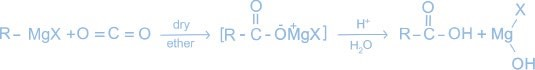 R – MgX + O = C = O dry ether [R – C(=O) – O⁻ ⁺MgX] H⁺ H₂O R – C(=O) – OH + Mg(X)(OH)